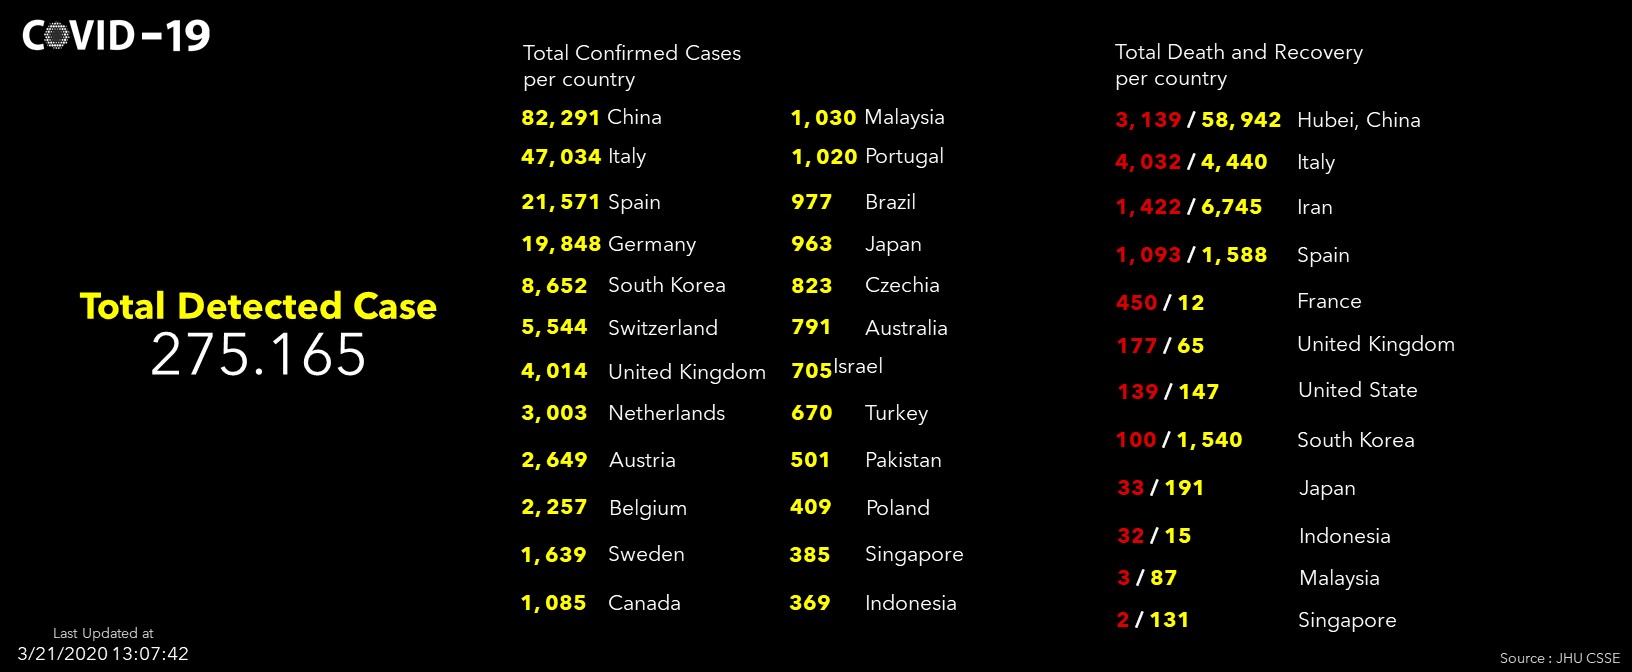 COVID-19
Total Detected Case
275.165
Last Updated at
3/21/2020 13:07:42
Total Confirmed Cases
per country
82,291 China
47,034 Italy
21,571 Spain
19,848 Germany
8,652 South Korea
5,544 Switzerland
4,014 United Kingdom
3,003 Netherlands
2,649 Austria
2,257 Belgium
1,639 Sweden
1,085 Canada
1,030 Malaysia
1,020 Portugal
977 Brazil
963 Japan
823 Czechia
791 Australia
705 Israel
670 Turkey
501 Pakistan
409 Poland
385 Singapore
369 Indonesia
Total Death and Recovery
per country
3,139 / 58,942 Hubei, China
4,032 / 4,440 Italy
1,422 / 6,745 Iran
1,093 / 1,588 Spain
450 / 12 France
177 / 65 United Kingdom
139 / 147 United State
100 / 1,540 South Korea
33 / 191 Japan
32 / 15 Indonesia
3 / 87 Malaysia
2 / 131 Singapore
Source : JHU CSSE